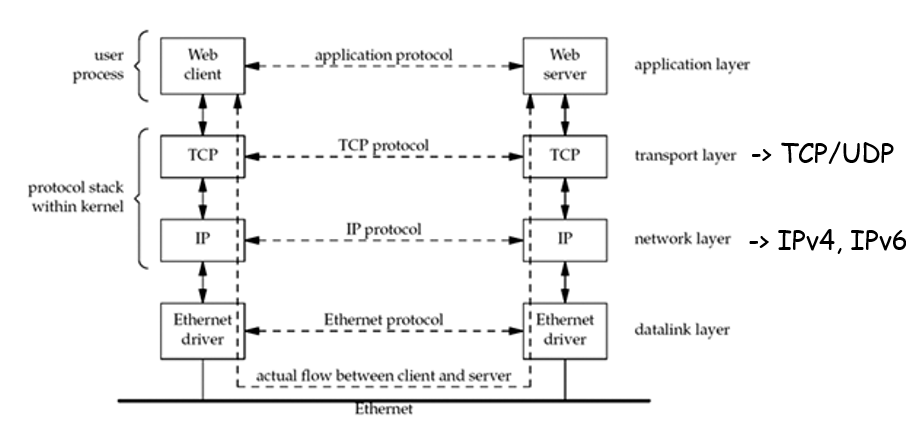 user
process
Web
client
application protocol
Web
server
application layer
protocol stack
within kernel
TCP
TCP protocol
TCP
transport layer
-> TCP/UDP
IP
IP protocol
IP
network layer
-> IPv4, IPv6
Ethernet
driver
Ethernet protocol
Ethernet
driver
datalink layer
actual flow between client and server
Ethernet